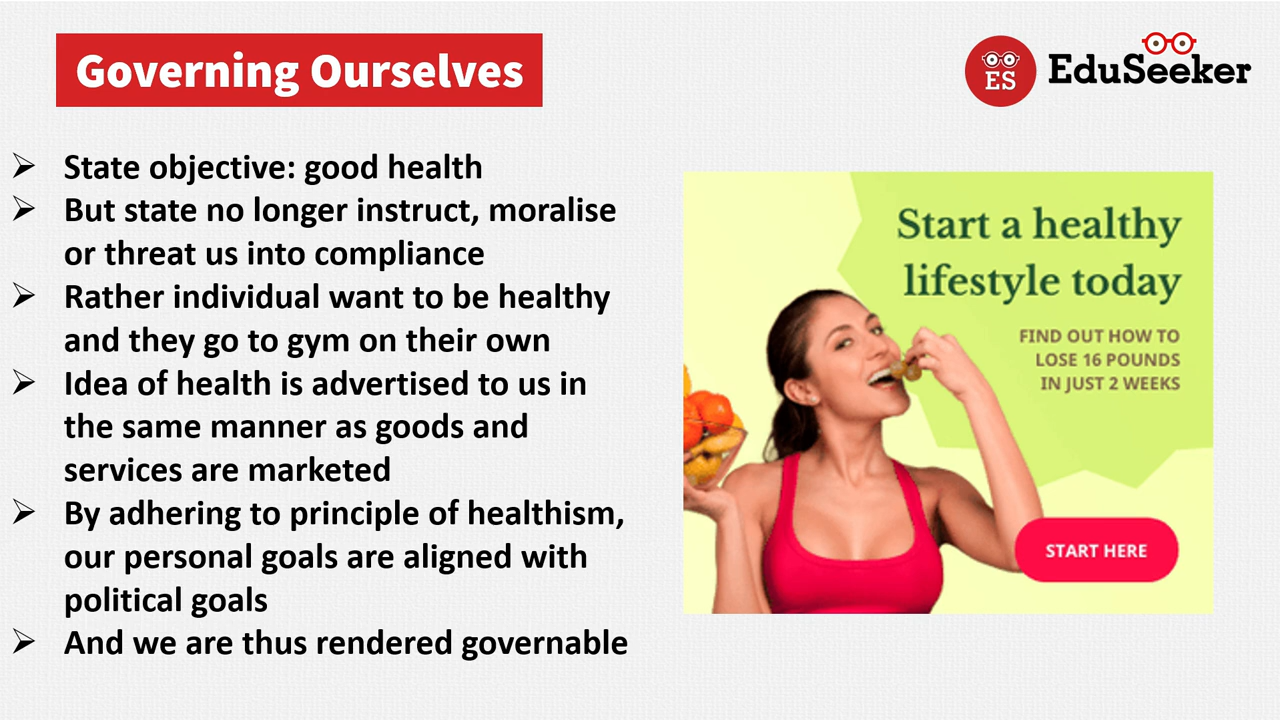 Governing Ourselves
ES
EduSeeker
➢ State objective: good health
➢ But state no longer instruct, moralise
or threat us into compliance
➢ Rather individual want to be healthy
and they go to gym on their own
➢ Idea of health is advertised to us in
the same manner as goods and
services are marketed
➢ By adhering to principle of healthism,
our personal goals are aligned with
political goals
➢ And we are thus rendered governable
Start a healthy
lifestyle today
FIND OUT HOW TO
LOSE 16 POUNDS
IN JUST 2 WEEKS
START HERE